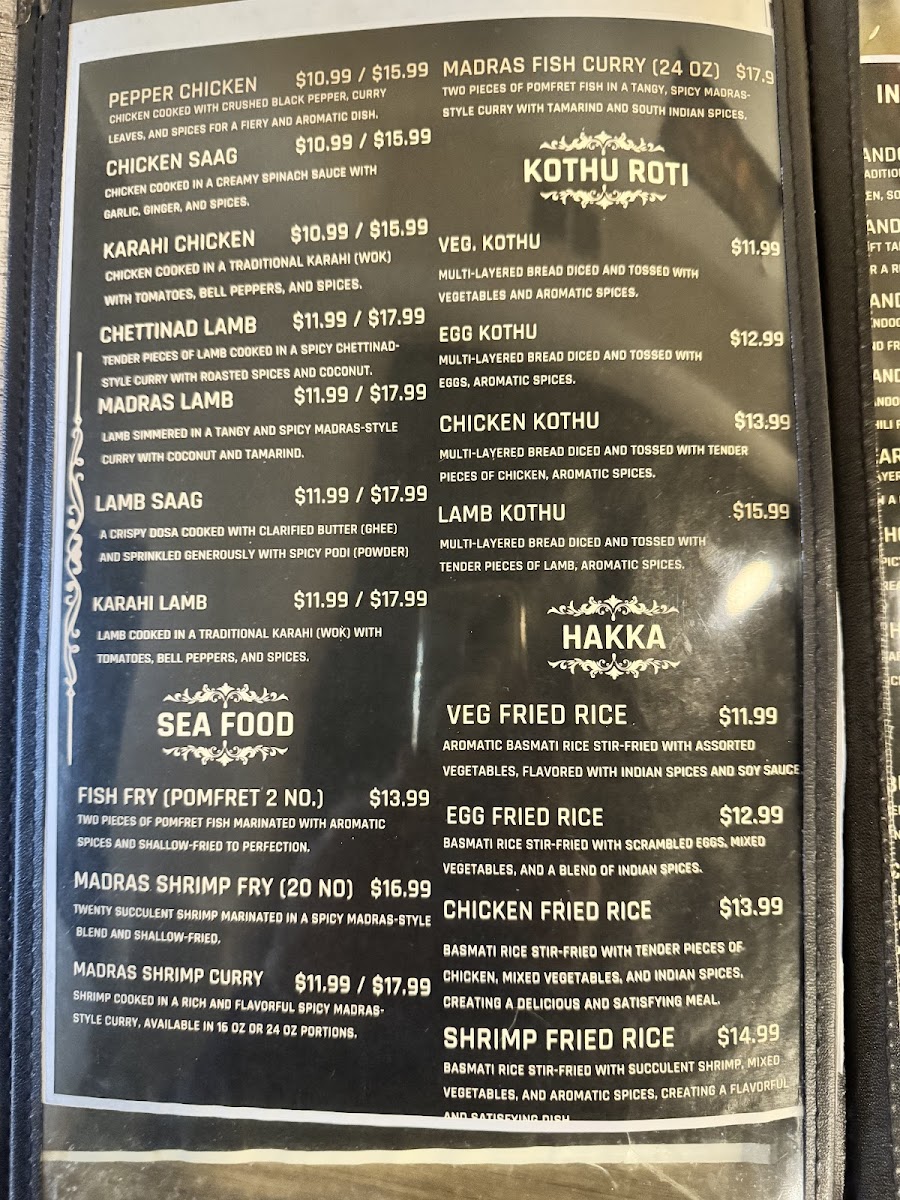 PEPPER CHICKEN $10.99 / $15.99
CHICKEN COOKED WITH CRUSHED BLACK PEPPER, CURRY
LEAVES, AND SPICES FOR A FIERY AND AROMATIC DISH.
CHICKEN SAAG $10.99 / $15.99
CHICKEN COOKED IN A CREAMY SPINACH SAUCE WITH
GARLIC, GINGER, AND SPICES.
KARAHI CHICKEN $10.99 / $15.99
CHICKEN COOKED IN A TRADITIONAL KARAHI (WOK)
WITH TOMATOES, BELL PEPPERS, AND SPICES.
CHETTINAD LAMB $11.99 / $17.99
TENDER PIECES OF LAMB COOKED IN A SPICY CHETTINAD-
STYLE CURRY WITH ROASTED SPICES AND COCONUT.
MADRAS LAMB $11.99 / $17.99
LAMB SIMMERED IN A TANGY AND SPICY MADRAS-STYLE
CURRY WITH COCONUT AND TAMARIND.
LAMB SAAG $11.99 / $17.99
A CRISPY DOSA COOKED WITH CLARIFIED BUTTER (GHEE)
AND SPRINKLED GENEROUSLY WITH SPICY PODI (POWDER)
KARAHI LAMB $11.99 / $17.99
LAMB COOKED IN A TRADITIONAL KARAHI (WOK) WITH
TOMATOES, BELL PEPPERS, AND SPICES.
SEA FOOD
FISH FRY (POMFRET 2 NO.) $13.99
TWO PIECES OF POMFRET FISH MARINATED WITH AROMATIC
SPICES AND SHALLOW-FRIED TO PERFECTION.
MADRAS SHRIMP FRY (20 NO) $16.99
TWENTY SUCCULENT SHRIMP MARINATED IN A SPICY MADRAS-STYLE
BLEND AND SHALLOW-FRIED.
MADRAS SHRIMP CURRY $11.99 / $17.99
SHRIMP COOKED IN A RICH AND FLAVORFUL SPICY MADRAS-
STYLE CURRY, AVAILABLE IN 16 OZ OR 24 OZ PORTIONS.
MADRAS FISH CURRY (24 OZ) $17.9
TWO PIECES OF POMFRET FISH IN A TANGY, SPICY MADRAS-
STYLE CURRY WITH TAMARIND AND SOUTH INDIAN SPICES.
KOTHU ROTI
VEG. KOTHU $11.99
MULTI-LAYERED BREAD DICED AND TOSSED WITH
VEGETABLES AND AROMATIC SPICES.
EGG KOTHU $12.99
MULTI-LAYERED BREAD DICED AND TOSSED WITH
EGGS, AROMATIC SPICES.
CHICKEN KOTHU $13.99
MULTI-LAYERED BREAD DICED AND TOSSED WITH TENDER
PIECES OF CHICKEN, AROMATIC SPICES.
LAMB KOTHU $15.99
MULTI-LAYERED BREAD DICED AND TOSSED WITH
TENDER PIECES OF LAMB, AROMATIC SPICES.
HAKKA
VEG FRIED RICE $11.99
AROMATIC BASMATI RICE STIR-FRIED WITH ASSORTED
VEGETABLES, FLAVORED WITH INDIAN SPICES AND SOY SAUCE
EGG FRIED RICE $12.99
BASMATI RICE STIR-FRIED WITH SCRAMBLED EGGS, MIXED
VEGETABLES, AND A BLEND OF INDIAN SPICES.
CHICKEN FRIED RICE $13.99
BASMATI RICE STIR-FRIED WITH TENDER PIECES OF
CHICKEN, MIXED VEGETABLES, AND INDIAN SPICES,
CREATING A DELICIOUS AND SATISFYING MEAL.
SHRIMP FRIED RICE $14.99
BASMATI RICE STIR-FRIED WITH SUCCULENT SHRIMP, MIXED
VEGETABLES, AND AROMATIC SPICES, CREATING A FLAVORFUL
AND SATISFYING DISH